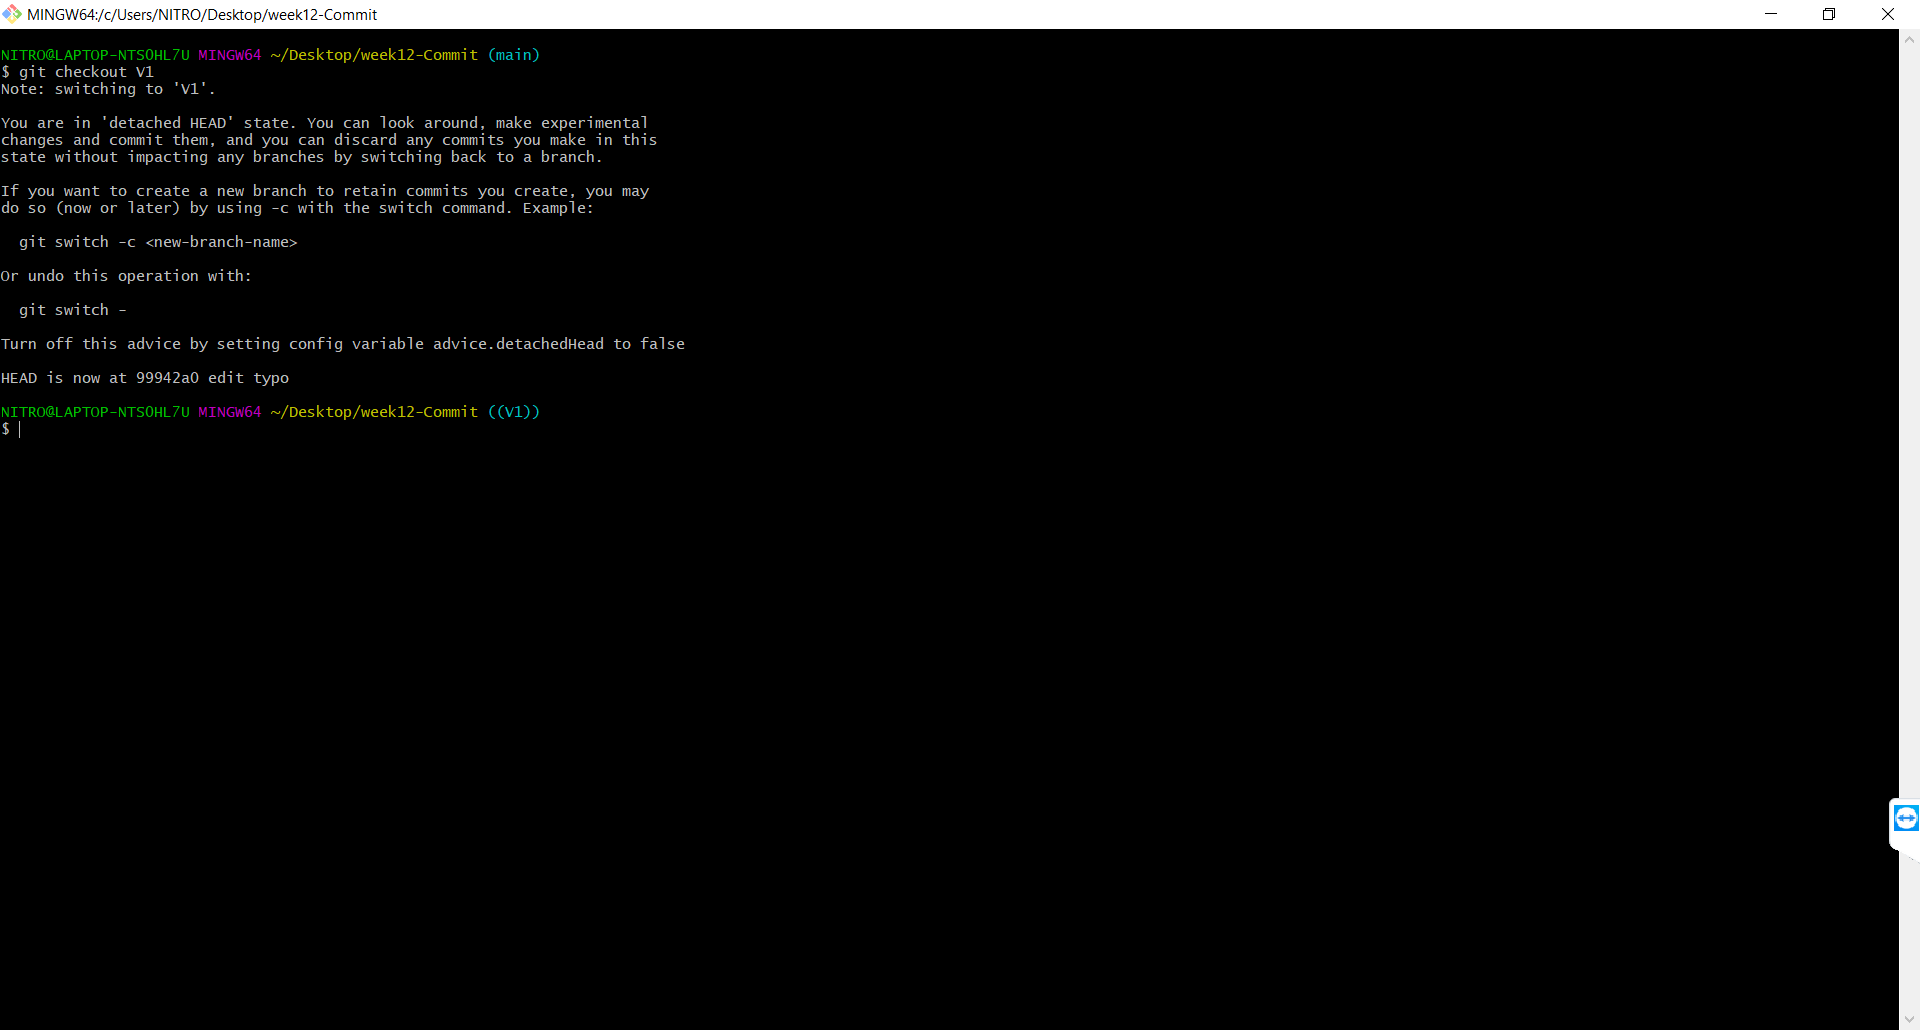 MINGW64:/c/Users/NITRO/Desktop/week12-Commit
NITRO@LAPTOP-NTSOHL7U MINGW64 ~/Desktop/week12-Commit (main)
$ git checkout V1
Note: switching to 'V1'.
You are in 'detached HEAD' state. You can look around, make experimental
changes and commit them, and you can discard any commits you make in this
state without impacting any branches by switching back to a branch.
If you want to create a new branch to retain commits you create, you may
do so (now or later) by using -c with the switch command. Example:
git switch -c <new-branch-name>
Or undo this operation with:
git switch -
Turn off this advice by setting config variable advice.detachedHead to false
HEAD is now at 99942a0 edit typo
NITRO@LAPTOP-NTSOHL7U MINGW64 ~/Desktop/week12-Commit ((V1))
$